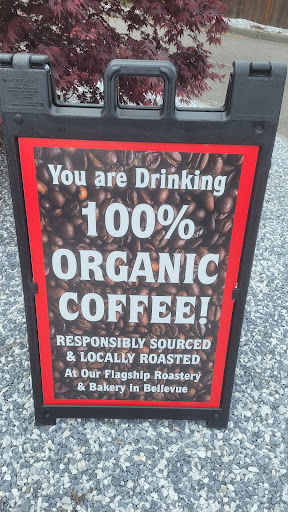 You are Drinking
100%
ORGANIC
COFFEE!
RESPONSIBLY SOURCED
& LOCALLY ROASTED
At Our Flagship Roastery
& Bakery in Bellevue